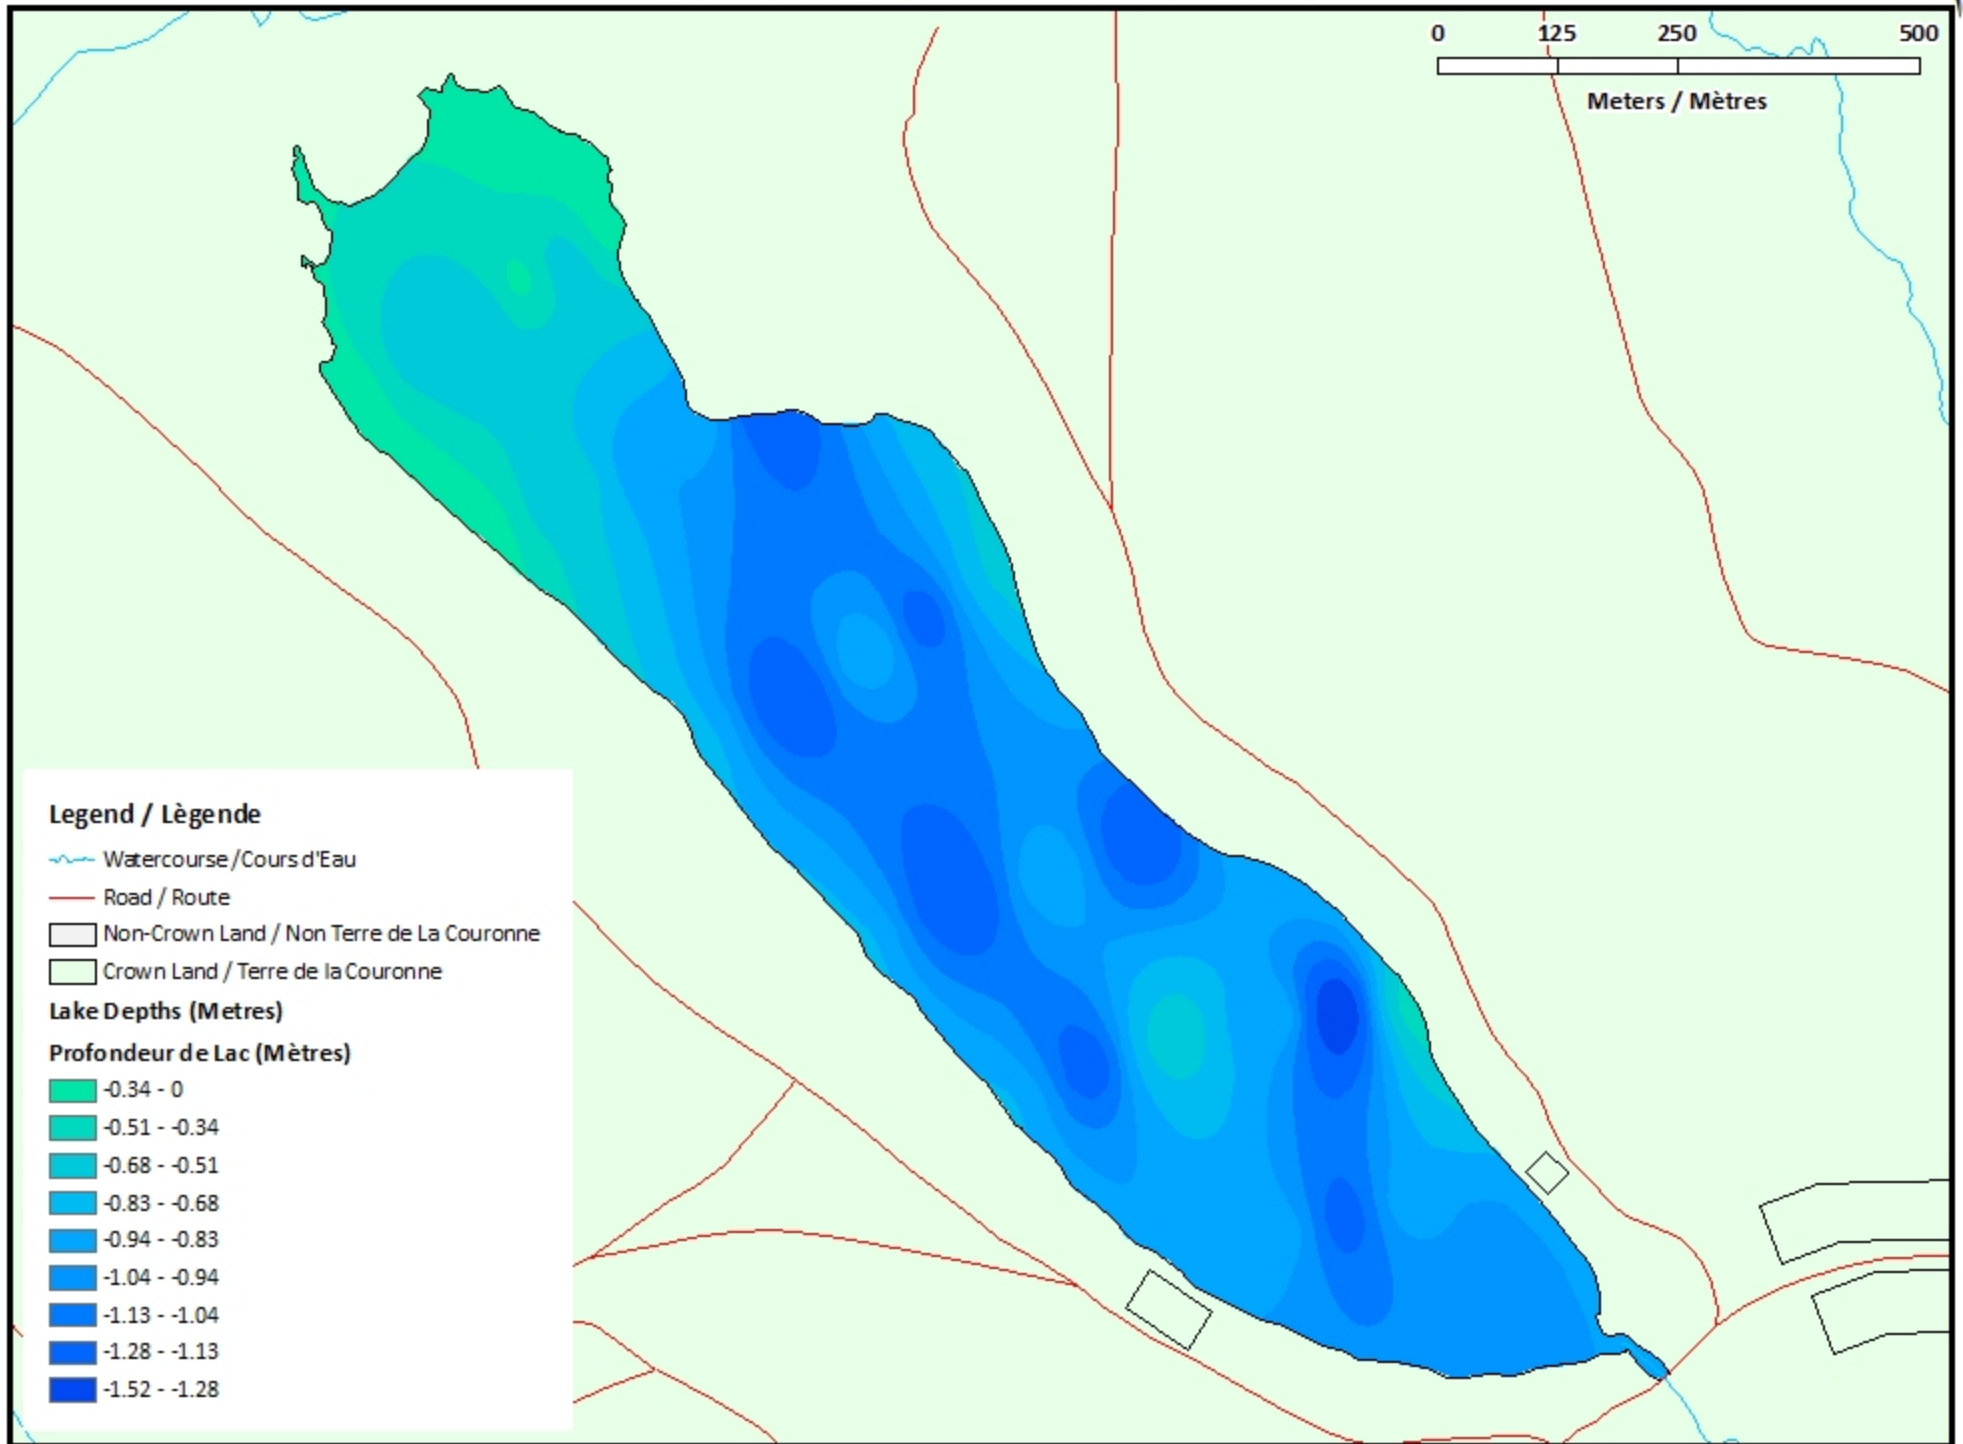 0 125 250 500
Meters / Mètres
Legend / Lègende
Watercourse /Cours d'Eau
Road / Route
Non-Crown Land / Non Terre de La Couronne
Crown Land / Terre de la Couronne
Lake Depths (Metres)
Profondeur de Lac (Mètres)
-0.34 - 0
-0.51 - -0.34
-0.68 - -0.51
-0.83 - -0.68
-0.94 - -0.83
-1.04 - -0.94
-1.13 - -1.04
-1.28 - -1.13
-1.52 - -1.28